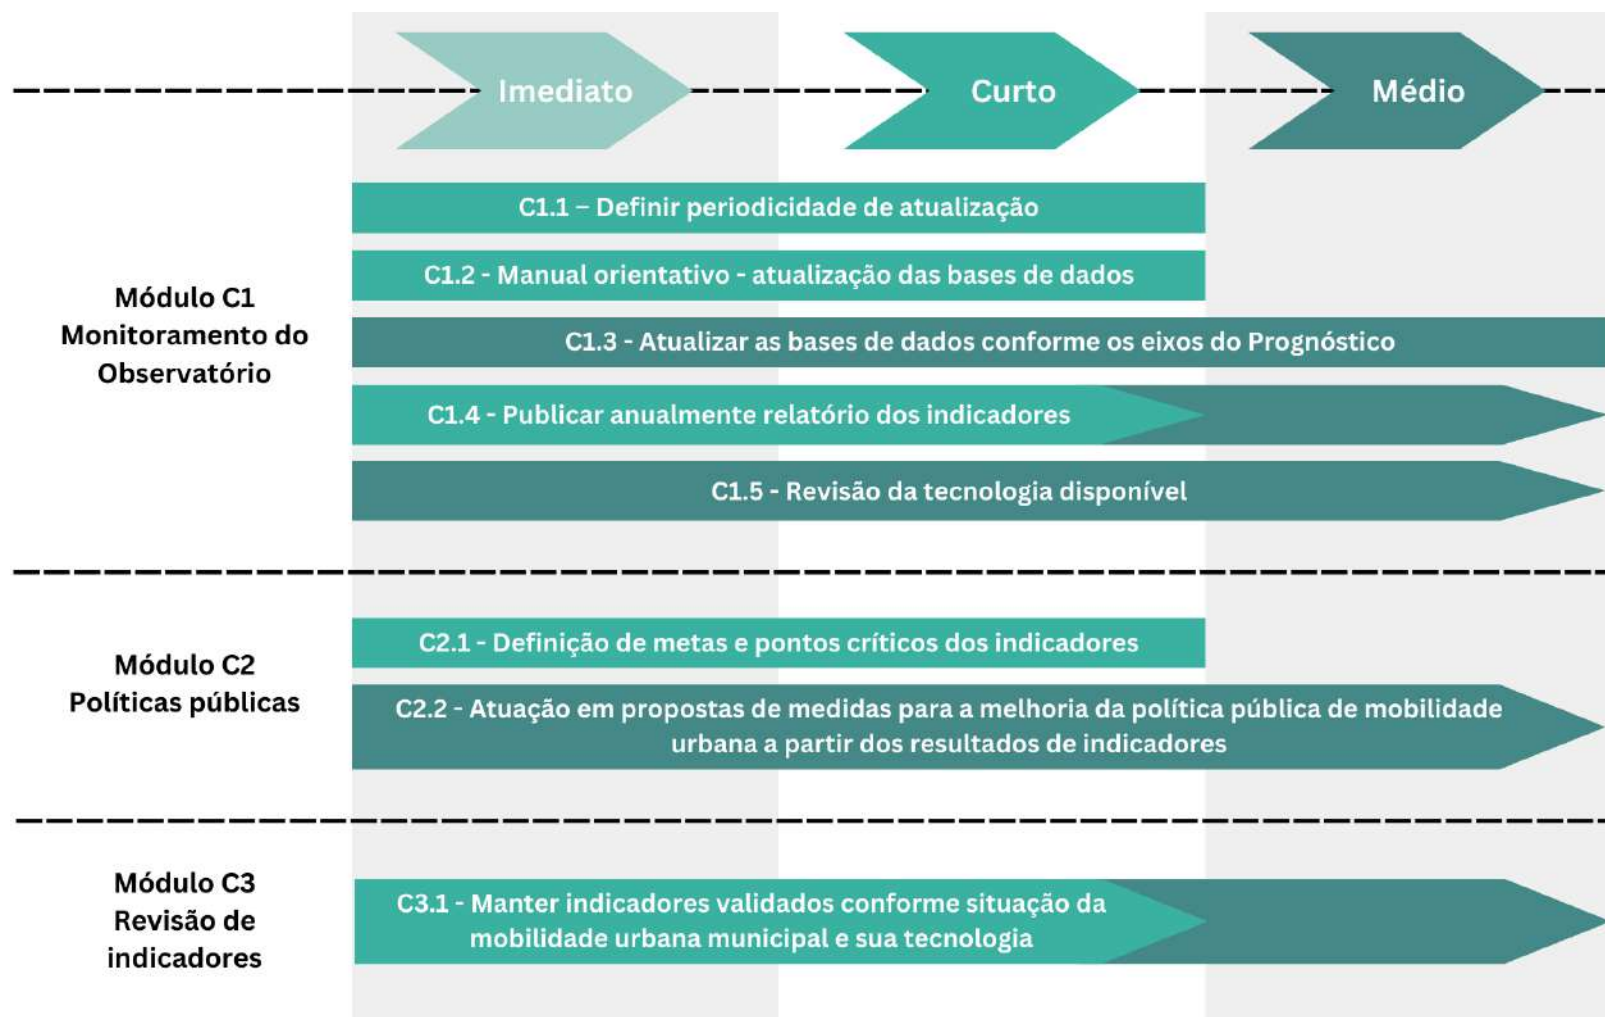 Imediato
Curto
Médio
Módulo C1
Monitoramento do
Observatório
C1.1 – Definir periodicidade de atualização
C1.2 - Manual orientativo - atualização das bases de dados
C1.3 - Atualizar as bases de dados conforme os eixos do Prognóstico
C1.4 - Publicar anualmente relatório dos indicadores
C1.5 - Revisão da tecnologia disponível
Módulo C2
Políticas públicas
C2.1 - Definição de metas e pontos críticos dos indicadores
C2.2 - Atuação em propostas de medidas para a melhoria da política pública de mobilidade
urbana a partir dos resultados de indicadores
Módulo C3
Revisão de
indicadores
C3.1 - Manter indicadores validados conforme situação da
mobilidade urbana municipal e sua tecnologia